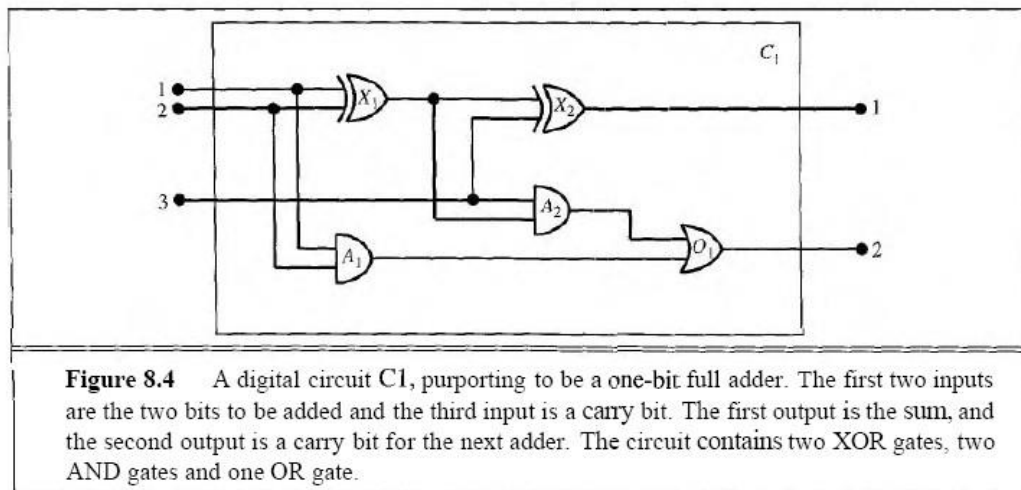 C1
1
X1
X2
1
2
3
A2
A1
O1
2
Figure 8.4 A digital circuit C1, purporting to be a one-bit full adder. The first two inputs
are the two bits to be added and the third input is a carry bit. The first output is the sum, and
the second output is a carry bit for the next adder. The circuit contains two XOR gates, two
AND gates and one OR gate.